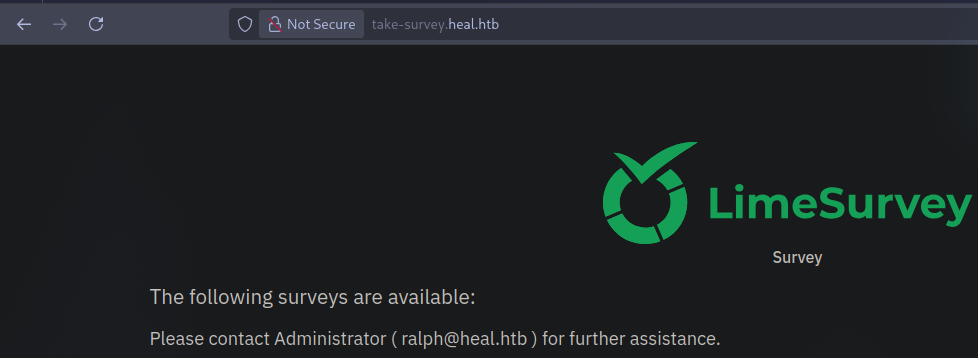 Not Secure take-survey.heal.htb
LimeSurvey
Survey
The following surveys are available:
Please contact Administrator ( ralph@heal.htb ) for further assistance.